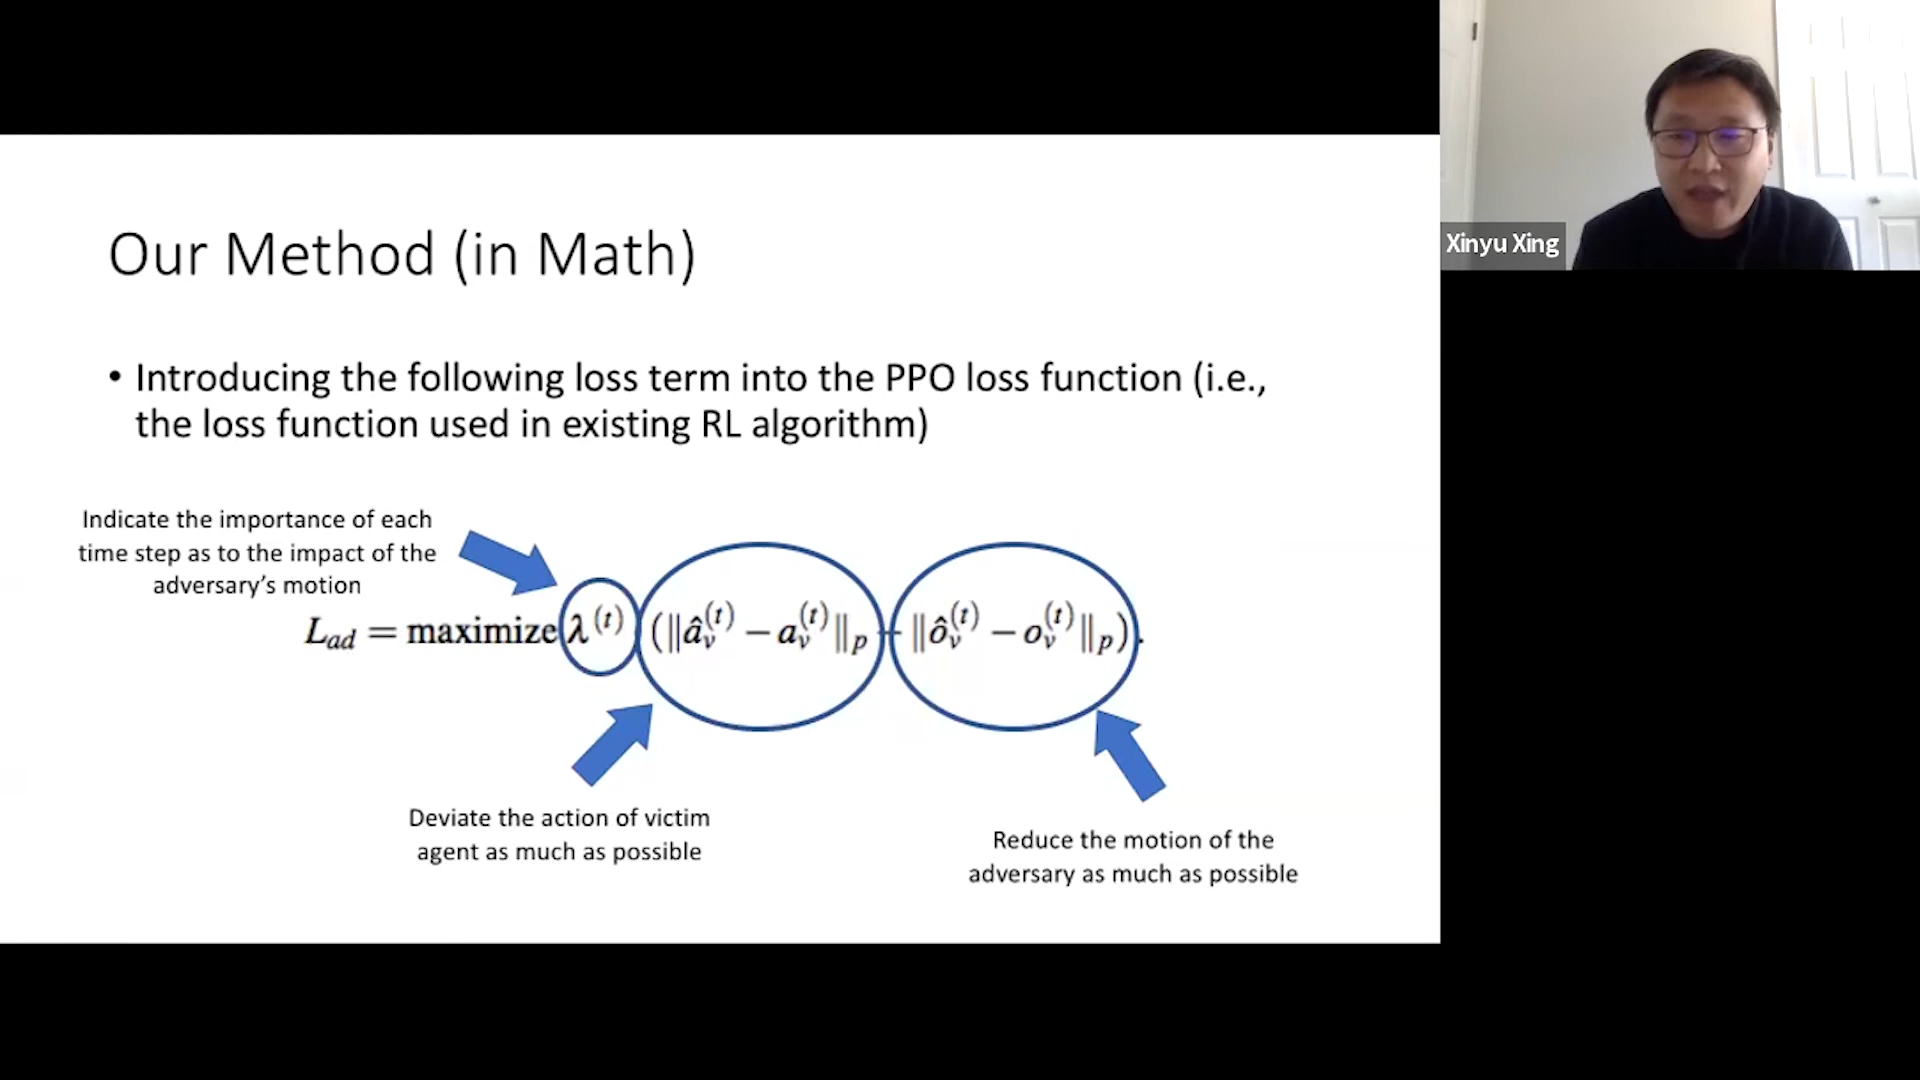 Xinyu Xing
Our Method (in Math)
• Introducing the following loss term into the PPO loss function (i.e.,
the loss function used in existing RL algorithm)
Indicate the importance of each
time step as to the impact of the
adversary's motion
L_{ad} = maximize λ^{(t)} (‖â_v^{(t)} − a_v^{(t)}‖_p − ‖ô_v^{(t)} − o_v^{(t)}‖_p).
Deviate the action of victim
agent as much as possible
Reduce the motion of the
adversary as much as possible